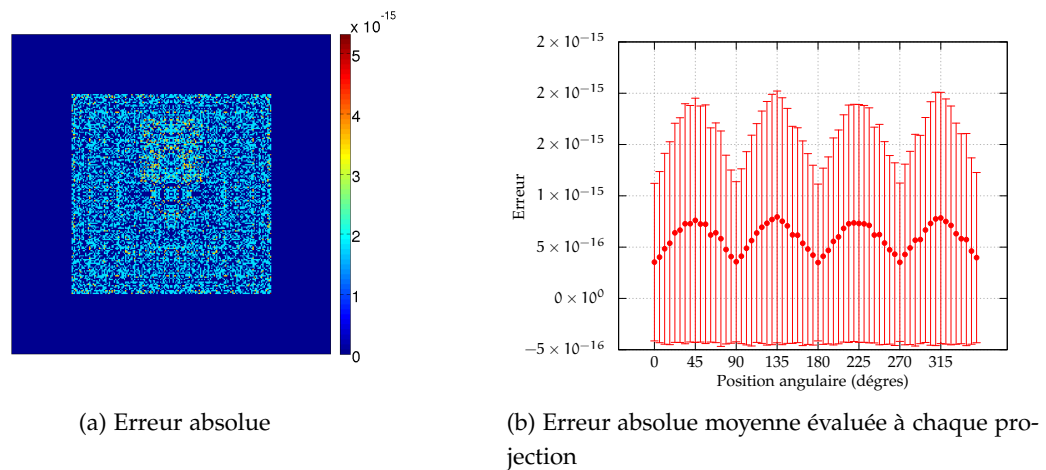 x 10⁻¹⁵
5
4
3
2
1
0
(a) Erreur absolue
2 × 10⁻¹⁵
2 × 10⁻¹⁵
2 × 10⁻¹⁵
1 × 10⁻¹⁵
5 × 10⁻¹⁶
0 × 10⁰
−5 × 10⁻¹⁶
Erreur
0 45 90 135 180 225 270 315
Position angulaire (dégres)
(b) Erreur absolue moyenne évaluée à chaque pro-
jection